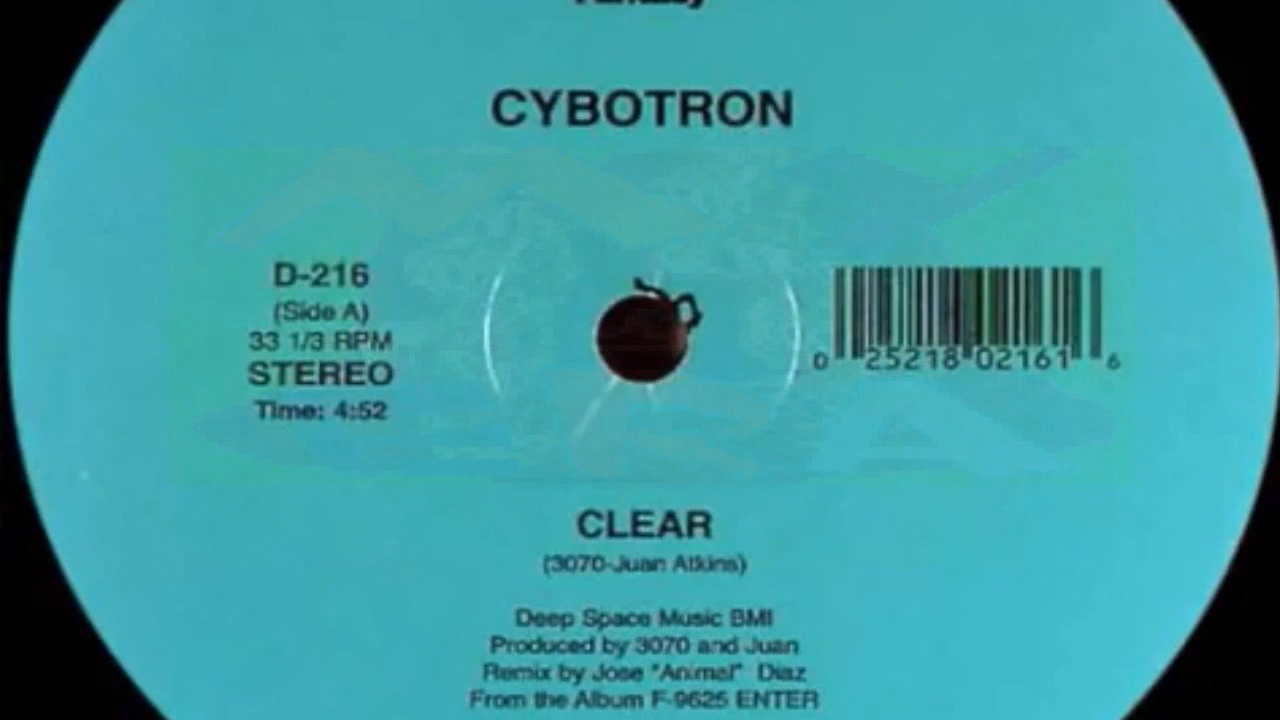 CYBOTRON
D-216
(Side A)
33 1/3 RPM
STEREO
Time: 4:52
0 25218 02161 6
CLEAR
(3070-Juan Atkins)
Deep Space Music BMI
Produced by 3070 and Juan
Remix by Jose "Animal" Diaz
From the Album F-9625 ENTER